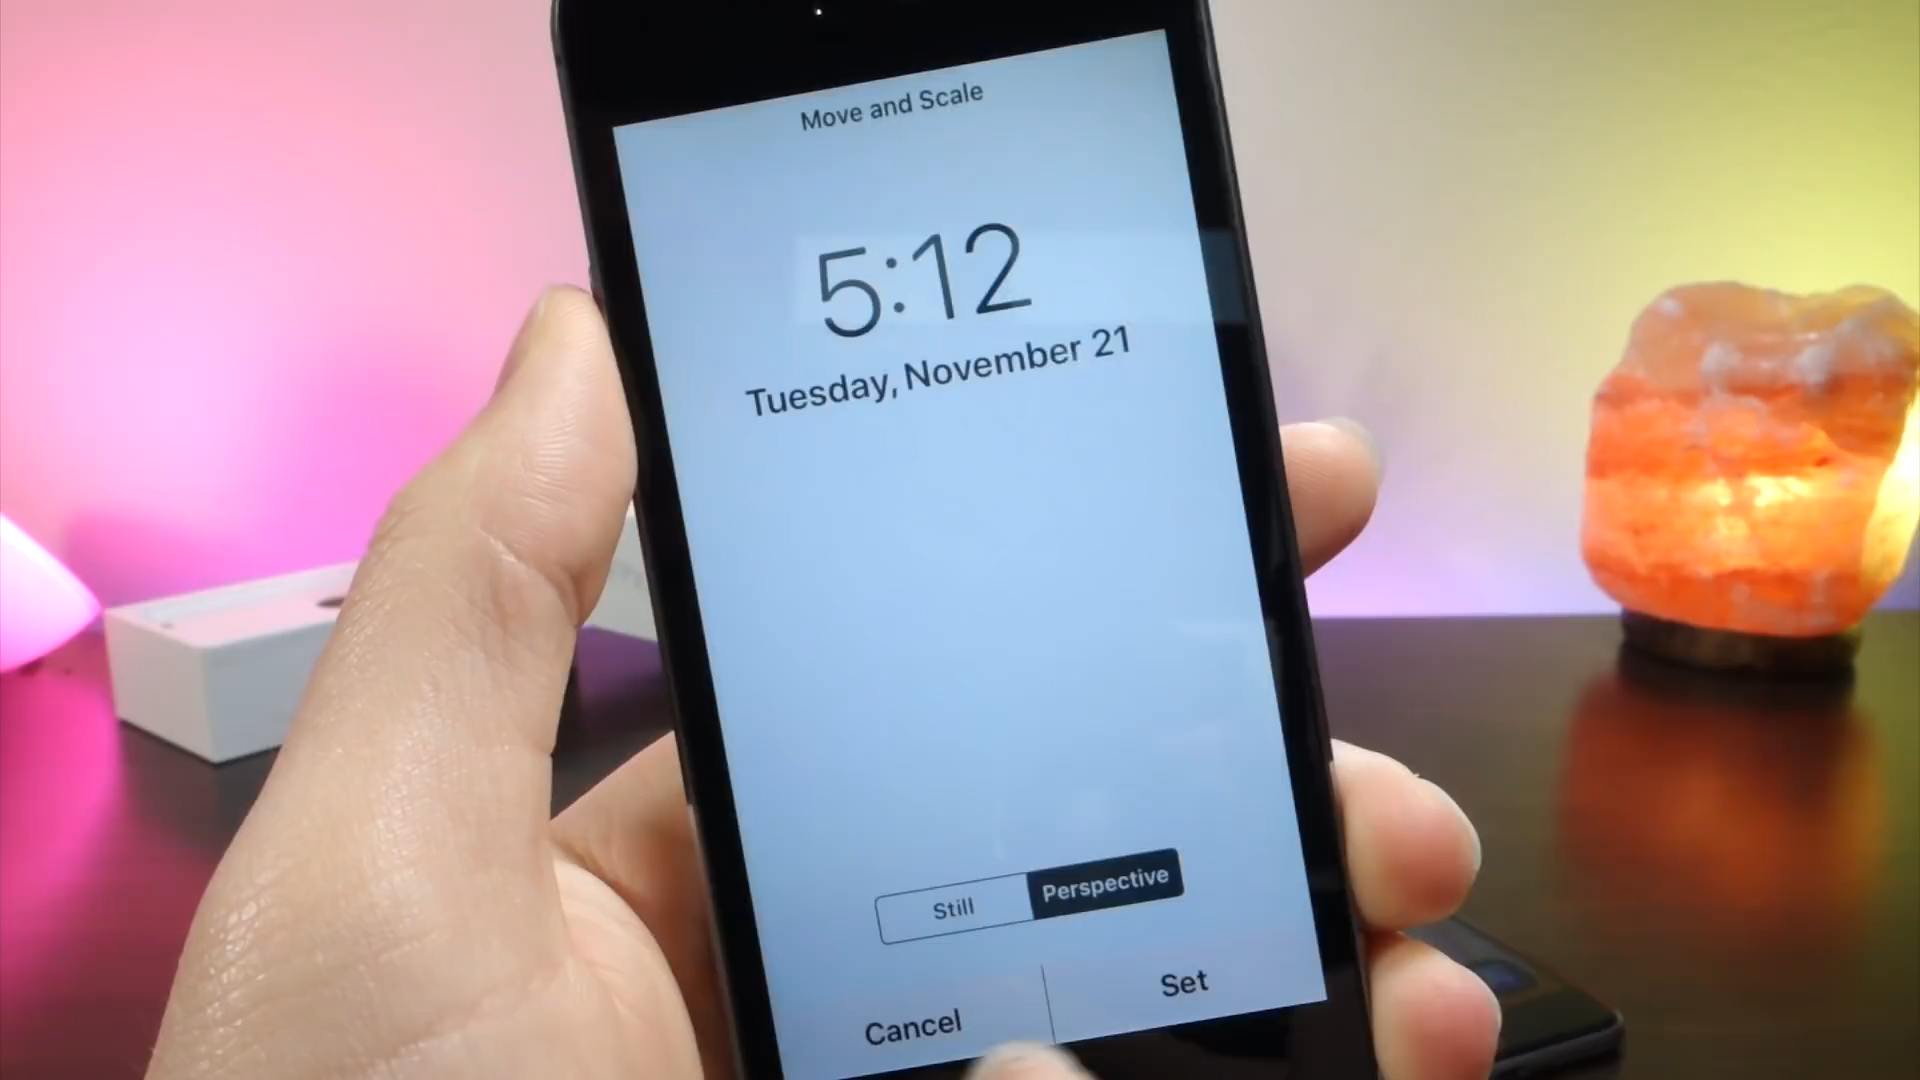 Move and Scale
5:12
Tuesday, November 21
Still
Perspective
Cancel
Set